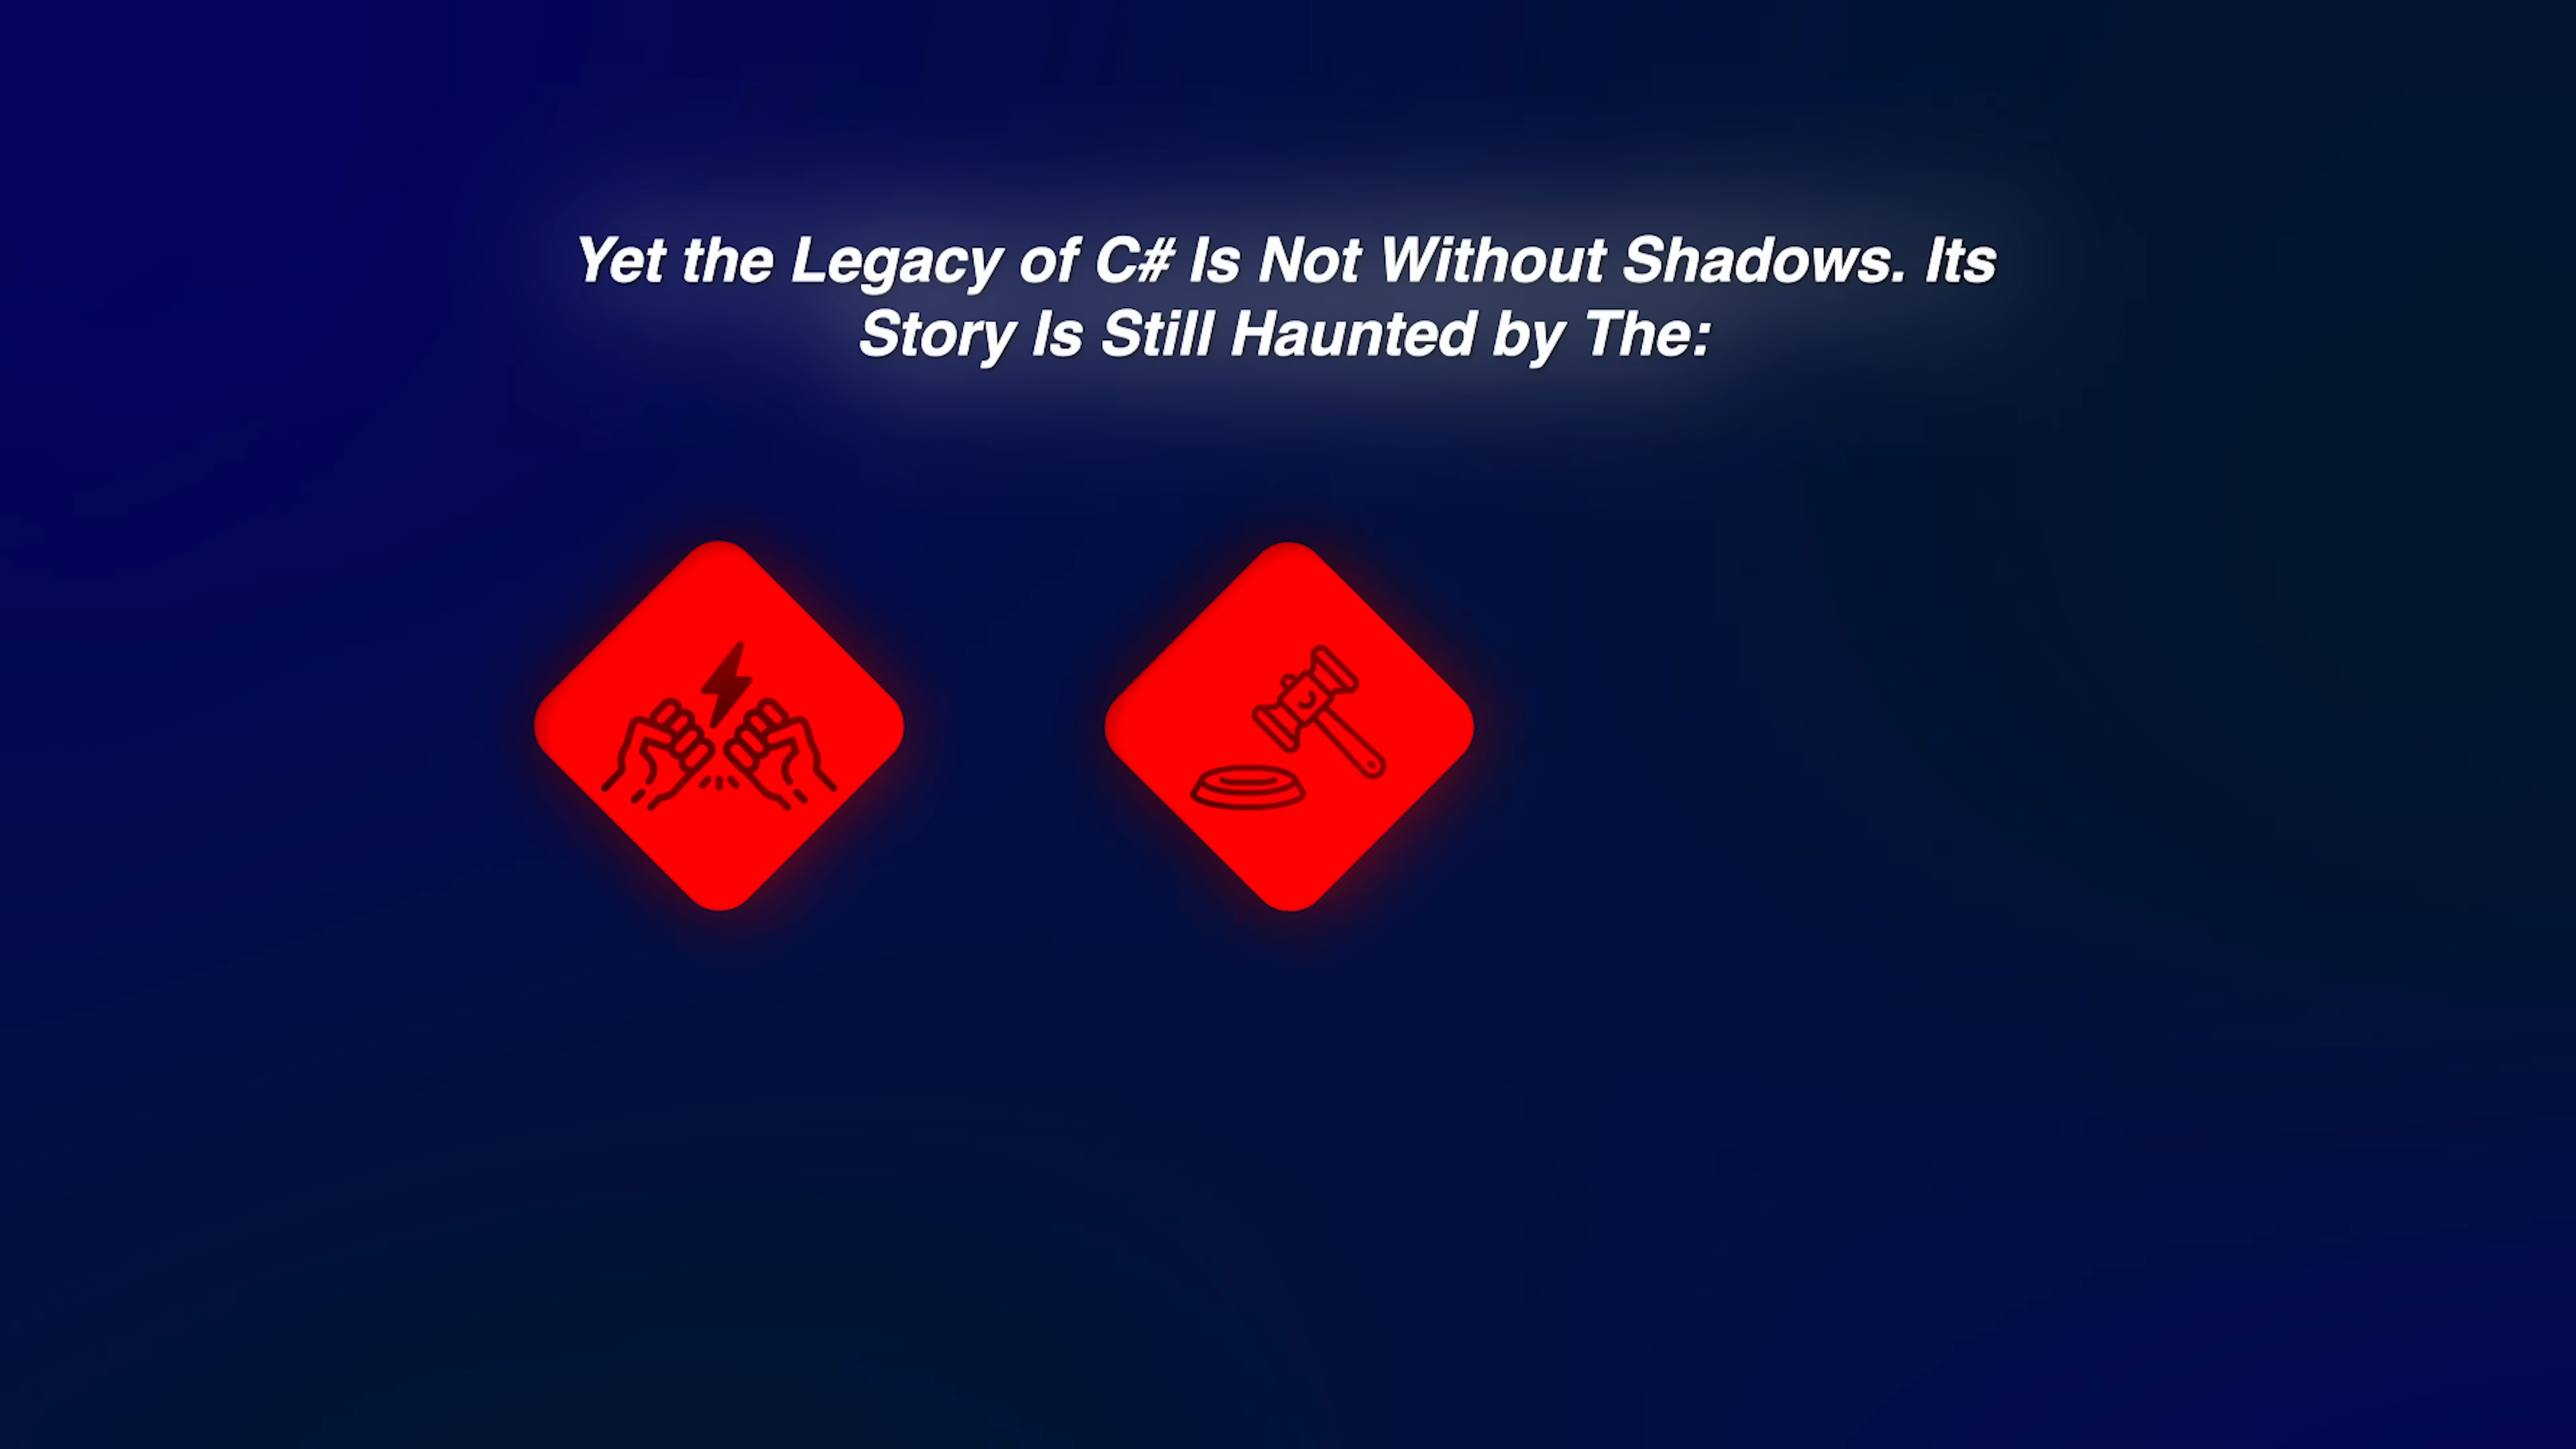 Yet the Legacy of C# Is Not Without Shadows. Its
Story Is Still Haunted by The: